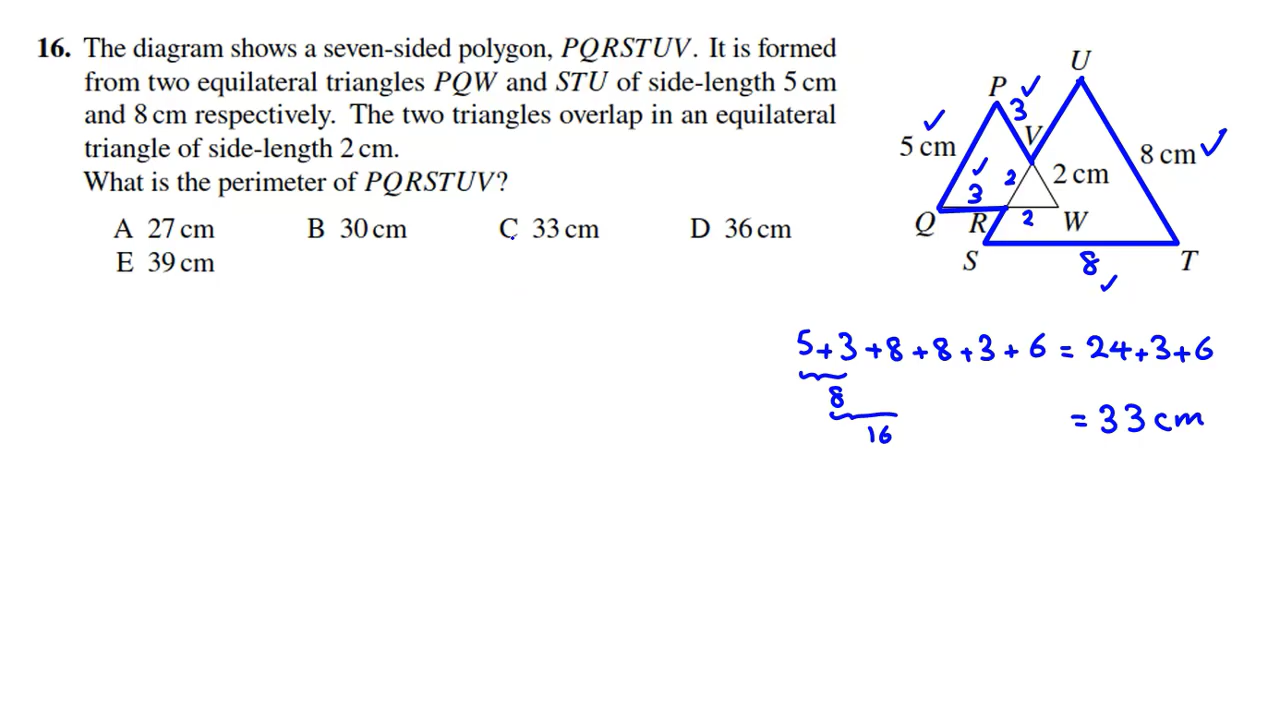 16. The diagram shows a seven-sided polygon, PQRSTUV. It is formed
from two equilateral triangles PQW and STU of side-length 5 cm
and 8 cm respectively. The two triangles overlap in an equilateral
triangle of side-length 2 cm.
What is the perimeter of PQRSTUV?
A 27 cm B 30 cm C 33 cm D 36 cm
E 39 cm
U
P
3
V
5 cm
8 cm
2
2 cm
3
Q
R
2
W
S
8
T
5+3+8+8+3+6 = 24+3+6
8
16
= 33 cm